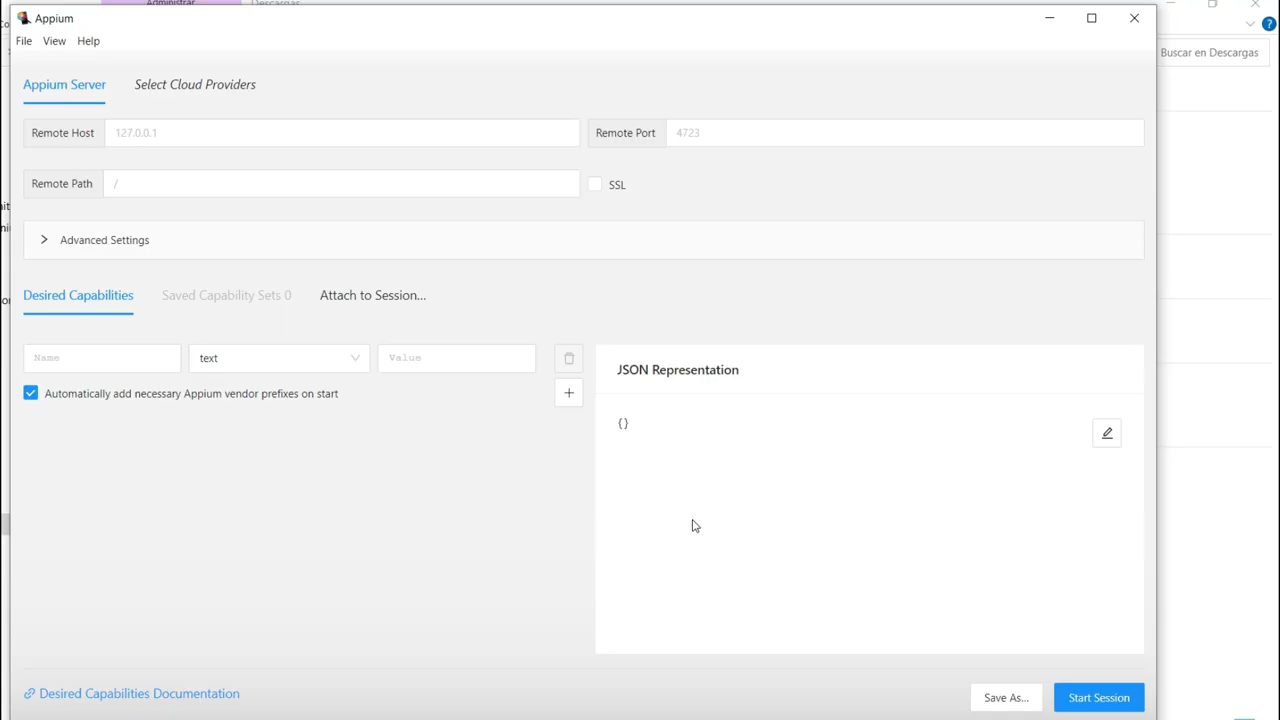 Administrar
Descargas
Appium
File View Help
Buscar en Descargas
Appium Server Select Cloud Providers
Remote Host 127.0.0.1 Remote Port 4723
Remote Path / SSL
Advanced Settings
Desired Capabilities Saved Capability Sets 0 Attach to Session...
Name text Value
JSON Representation
Automatically add necessary Appium vendor prefixes on start
{}
Desired Capabilities Documentation
Save As... Start Session